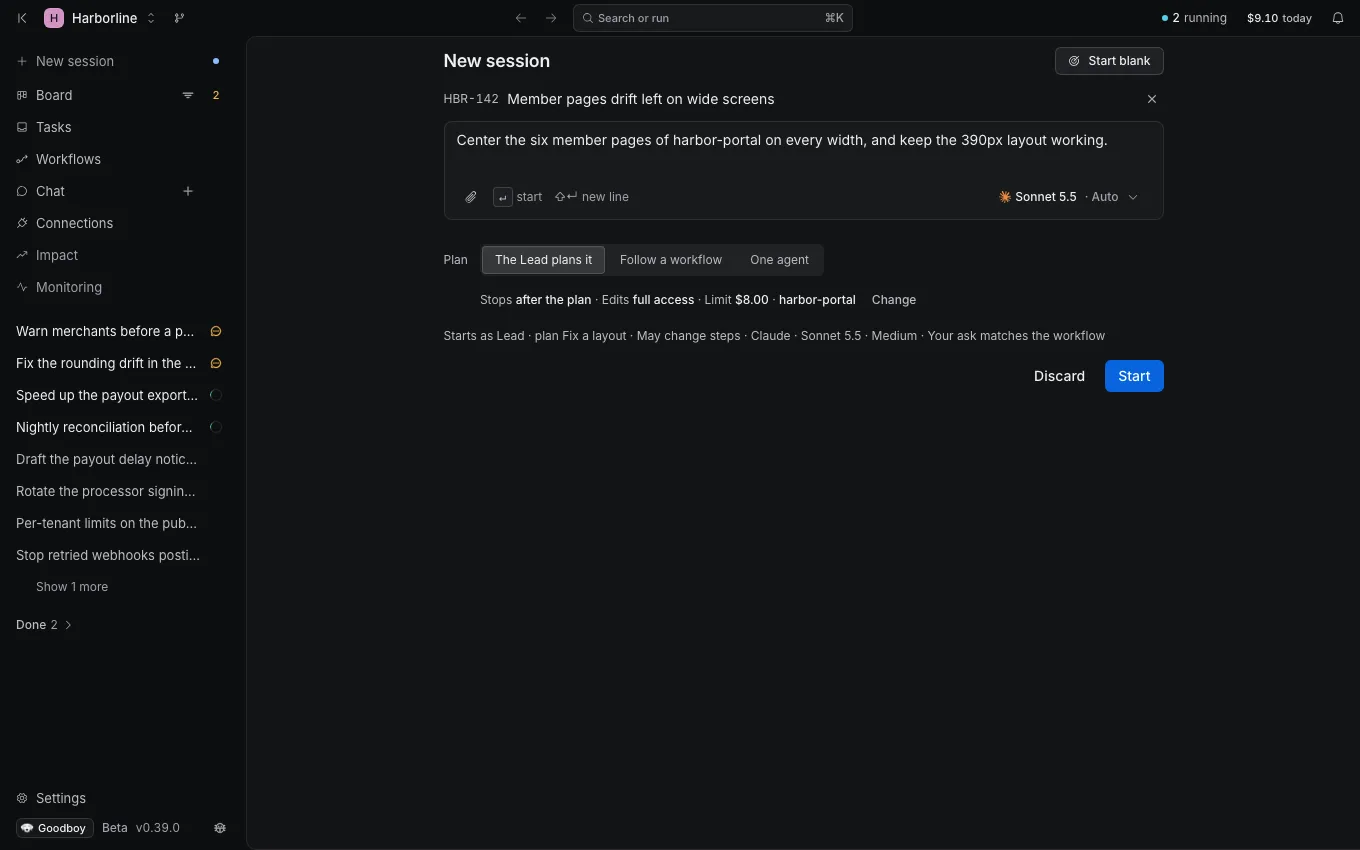 H Harborline
Search or run ⌘K
2 running
$9.10 today
New session
Board 2
Tasks
Workflows
Chat
Connections
Impact
Monitoring
Warn merchants before a p...
Fix the rounding drift in the ...
Speed up the payout export...
Nightly reconciliation befor...
Draft the payout delay notic...
Rotate the processor signin...
Per-tenant limits on the pub...
Stop retried webhooks posti...
Show 1 more
Done 2
Settings
Goodboy Beta v0.39.0
New session
Start blank
HBR-142 Member pages drift left on wide screens
Center the six member pages of harbor-portal on every width, and keep the 390px layout working.
↵ start ⇧↵ new line
Sonnet 5.5 · Auto
Plan The Lead plans it Follow a workflow One agent
Stops after the plan · Edits full access · Limit $8.00 · harbor-portal Change
Starts as Lead · plan Fix a layout · May change steps · Claude · Sonnet 5.5 · Medium · Your ask matches the workflow
Discard Start